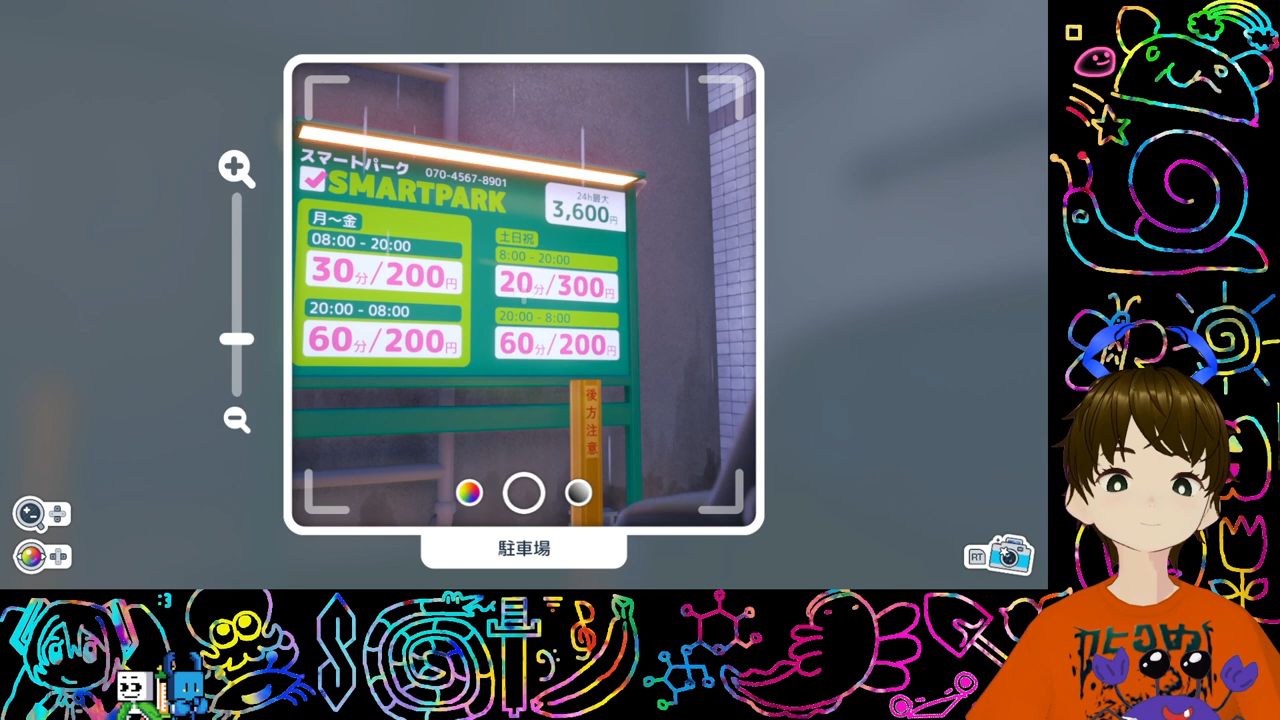 スマートパーク
070-4567-8901
SMARTPARK
24h最大
3,600円
月〜金
08:00 - 20:00
30分/200円
20:00 - 08:00
60分/200円
土日祝
8:00 - 20:00
20分/300円
20:00 - 8:00
60分/200円
後方注意
駐車場
RT
:3